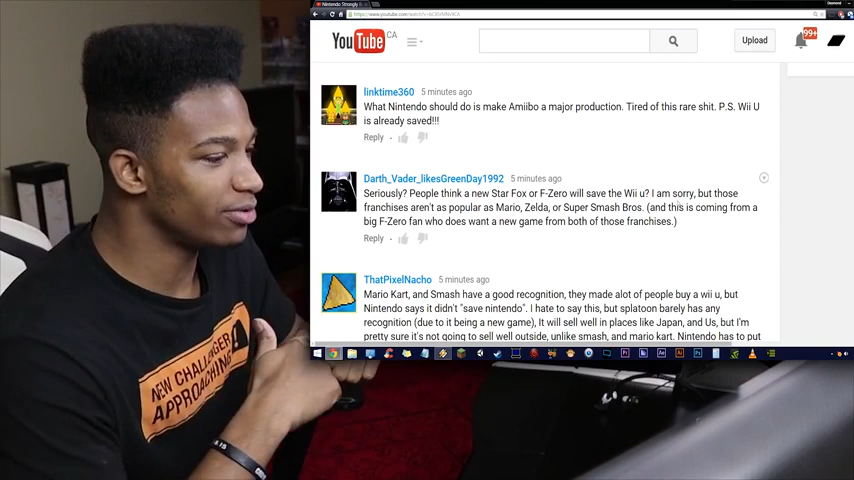 Nintendo Strongly
Desmond
YouTube CA
Upload
99+
linktime360 5 minutes ago
What Nintendo should do is make Amiibo a major production. Tired of this rare shit. P.S. Wii U
is already saved!!!
Reply
Darth_Vader_likesGreenDay1992 5 minutes ago
Seriously? People think a new Star Fox or F-Zero will save the Wii u? I am sorry, but those
franchises aren't as popular as Mario, Zelda, or Super Smash Bros. (and this is coming from a
big F-Zero fan who does want a new game from both of those franchises.)
Reply
ThatPixelNacho 5 minutes ago
Mario Kart, and Smash have a good recognition, they made alot of people buy a wii u, but
Nintendo says it didn't "save nintendo". I hate to say this, but splatoon barely has any
recognition (due to it being a new game), It will sell well in places like Japan, and Us, but I'm
pretty sure it's not going to sell well outside, unlike smash, and mario kart. Nintendo has to put
NEW CHALLENGER
APPROACHING